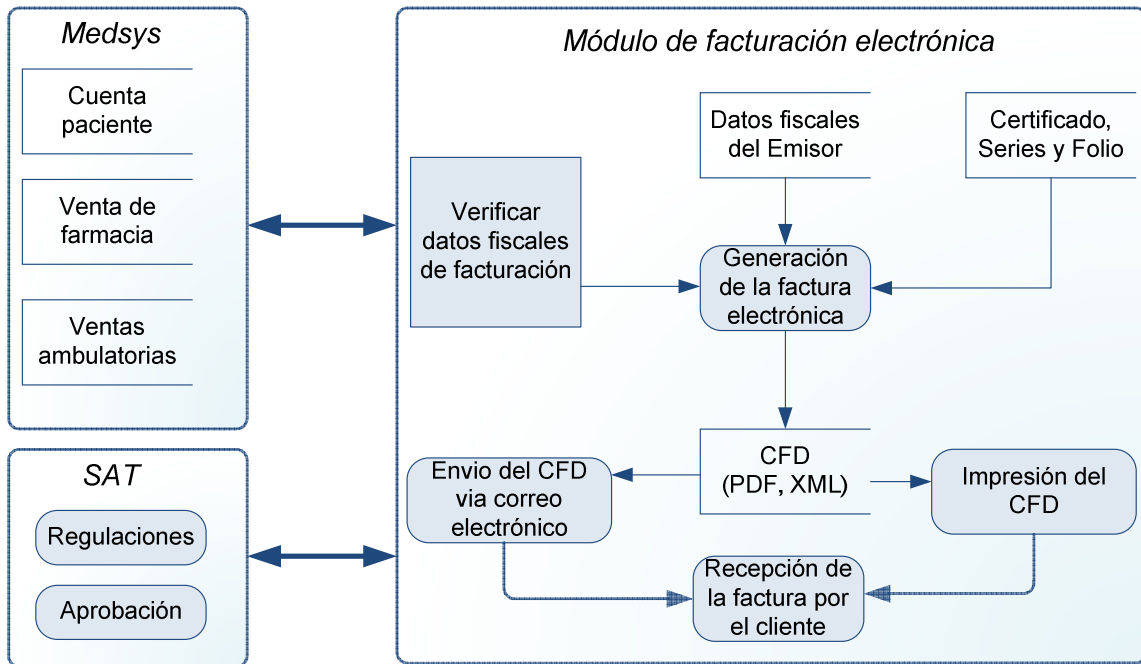 Medsys
Cuenta
paciente
Venta de
farmacia
Ventas
ambulatorias
SAT
Regulaciones
Aprobación
Módulo de facturación electrónica
Verificar
datos fiscales
de facturación
Datos fiscales
del Emisor
Certificado,
Series y Folio
Generación
de la factura
electrónica
CFD
(PDF, XML)
Envio del CFD
via correo
electrónico
Impresión del
CFD
Recepción de
la factura por
el cliente